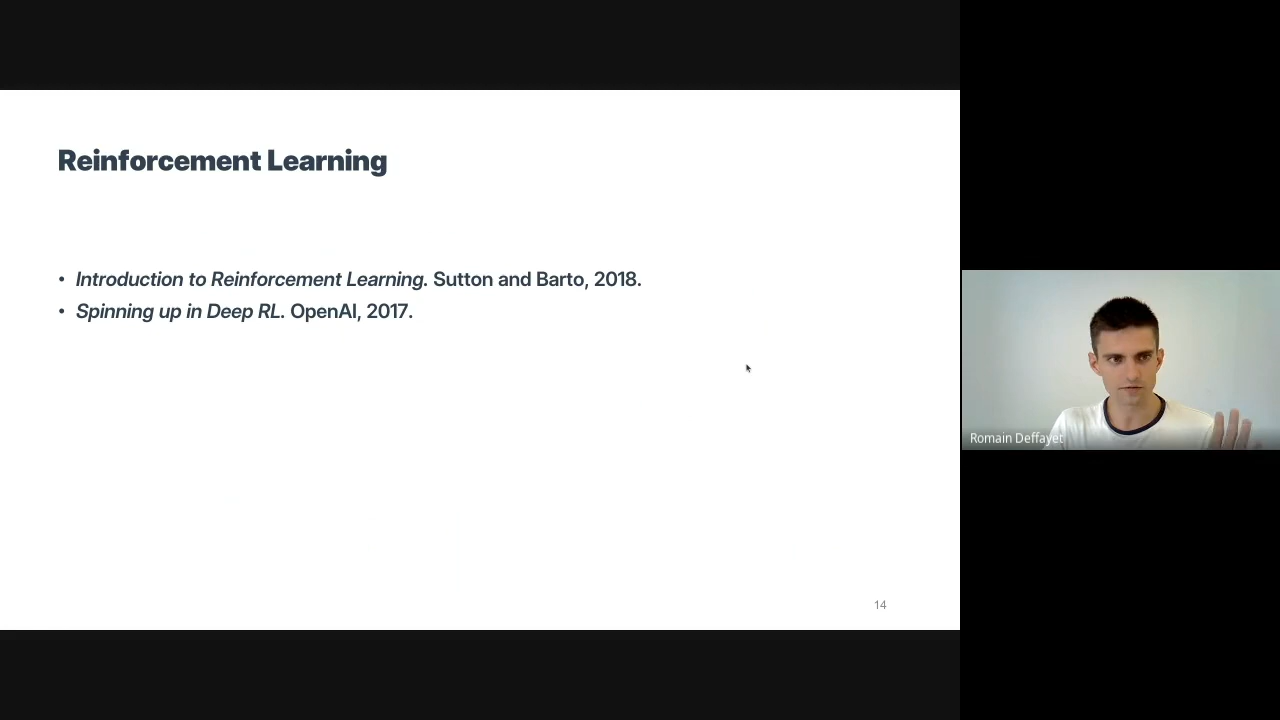 Reinforcement Learning
• Introduction to Reinforcement Learning. Sutton and Barto, 2018.
• Spinning up in Deep RL. OpenAI, 2017.
14
Romain Deffayet